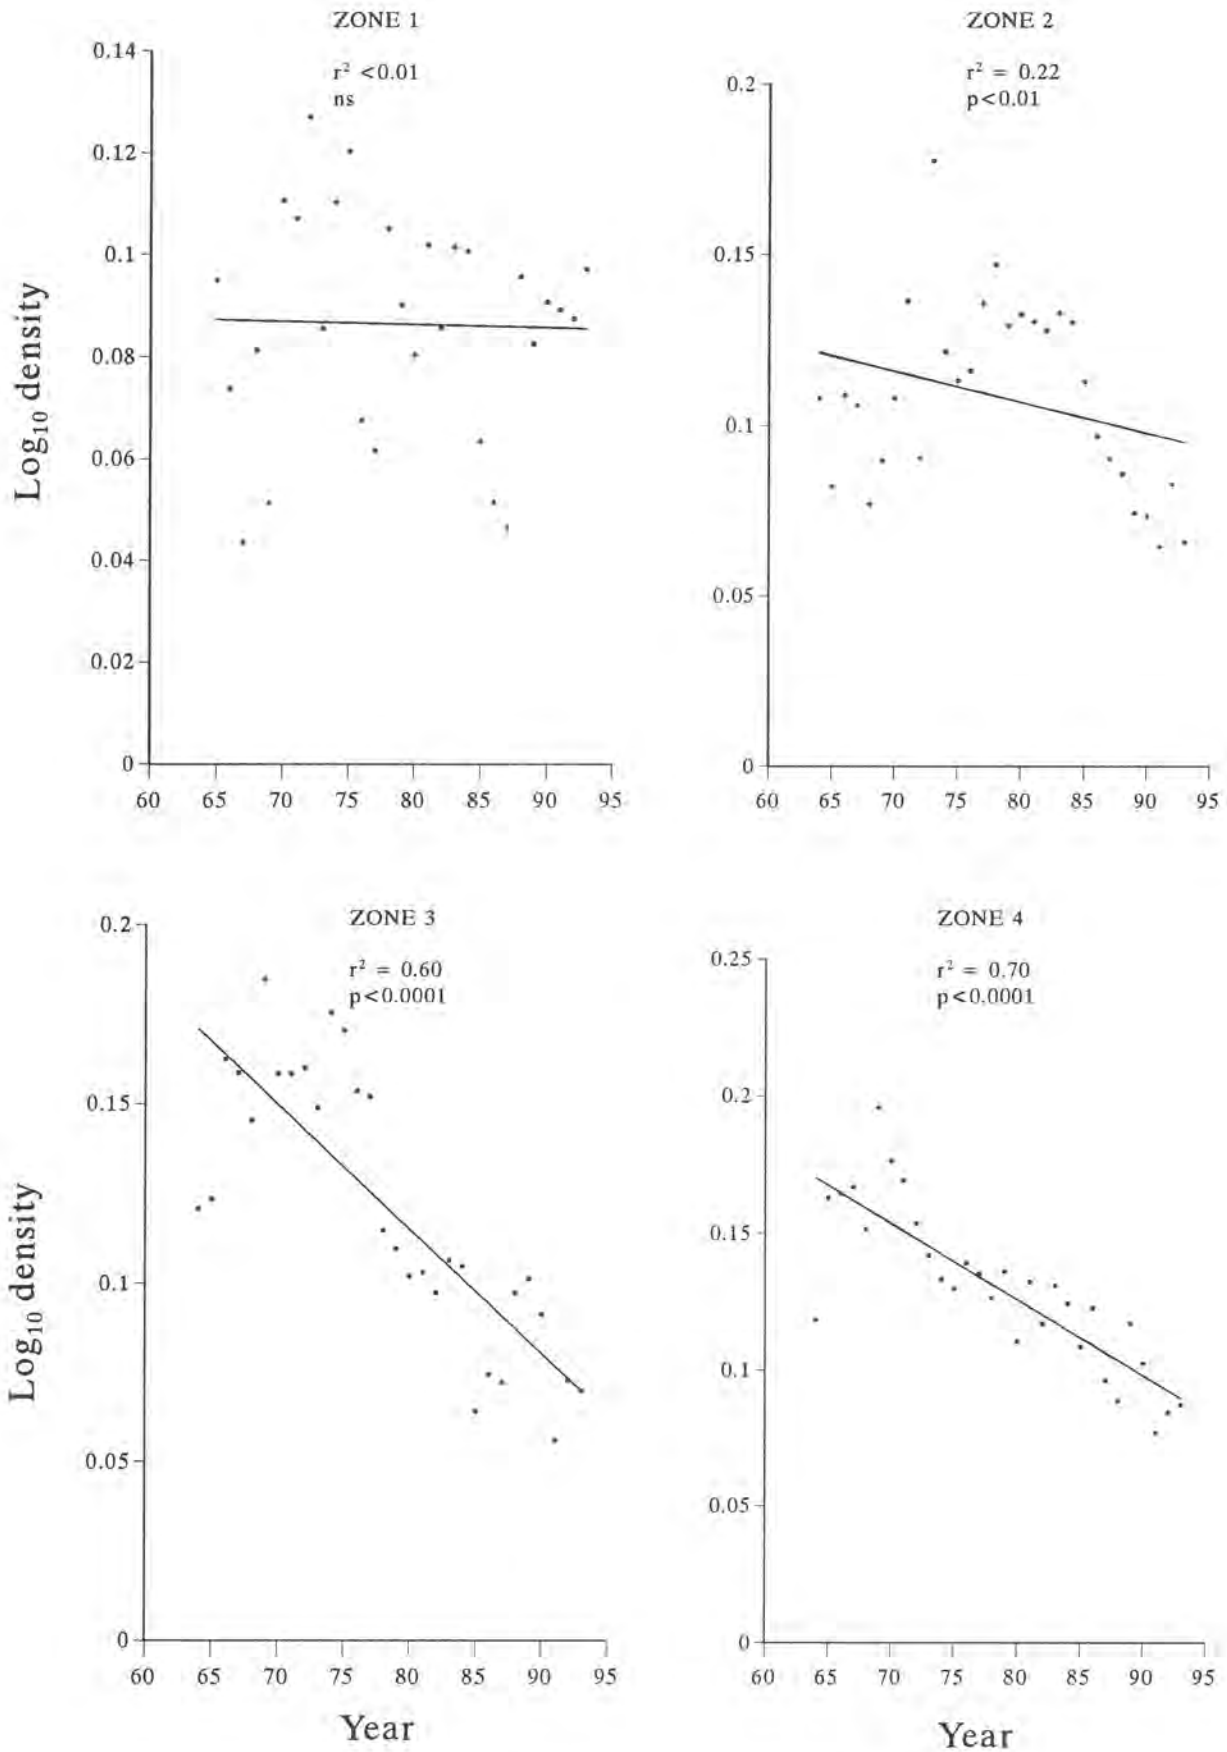 ZONE 1
r² <0.01
ns
0.14
0.12
0.1
0.08
0.06
0.04
0.02
0
60 65 70 75 80 85 90 95
Log₁₀ density
ZONE 2
r² = 0.22
p<0.01
0.2
0.15
0.1
0.05
0
60 65 70 75 80 85 90 95
ZONE 3
r² = 0.60
p<0.0001
0.2
0.15
0.1
0.05
0
60 65 70 75 80 85 90 95
Log₁₀ density
Year
ZONE 4
r² = 0.70
p<0.0001
0.25
0.2
0.15
0.1
0.05
0
60 65 70 75 80 85 90 95
Year